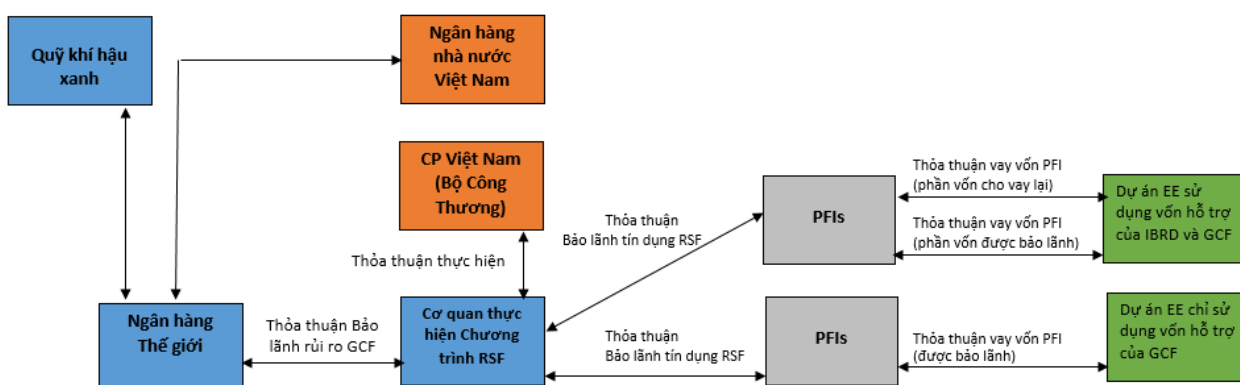 Quỹ khí hậu
xanh
Ngân hàng
nhà nước
Việt Nam
CP Việt Nam
(Bộ Công
Thương)
Thỏa thuận thực hiện
Ngân hàng
Thế giới
Thỏa thuận Bảo
lãnh rủi ro GCF
Cơ quan thực
hiện Chương
trình RSF
Thỏa thuận
Bảo lãnh tín dụng RSF
Thỏa thuận
Bảo lãnh tín dụng RSF
PFIs
PFIs
Thỏa thuận vay vốn PFI
(phần vốn cho vay lại)
Thỏa thuận vay vốn PFI
(phần vốn được bảo lãnh)
Thỏa thuận vay vốn PFI
(được bảo lãnh)
Dự án EE sử
dụng vốn hỗ trợ
của IBRD và GCF
Dự án EE chỉ sử
dụng vốn hỗ trợ
của GCF